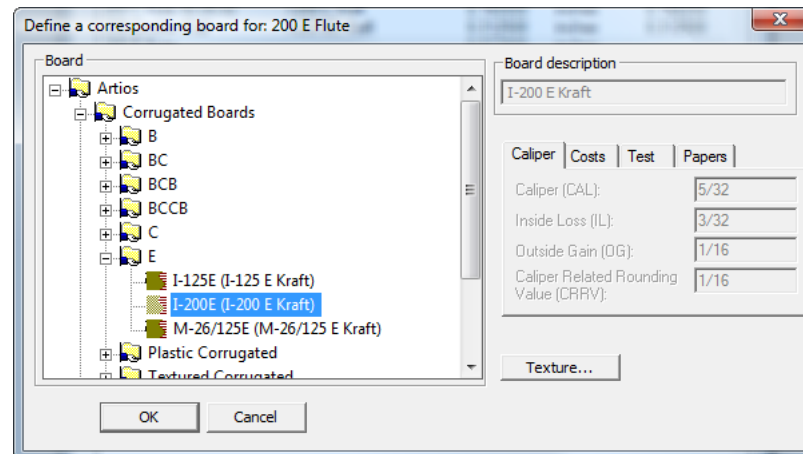 Define a corresponding board for: 200 E Flute
Board
Artios
Corrugated Boards
B
BC
BCB
BCCB
C
E
I-125E (I-125 E Kraft)
I-200E (I-200 E Kraft)
M-26/125E (M-26/125 E Kraft)
Plastic Corrugated
Textured Corrugated
OK
Cancel
Board description
I-200 E Kraft
Caliper
Costs
Test
Papers
Caliper (CAL):
5/32
Inside Loss (IL):
3/32
Outside Gain (OG):
1/16
Caliper Related Rounding
Value (CRRV):
1/16
Texture...